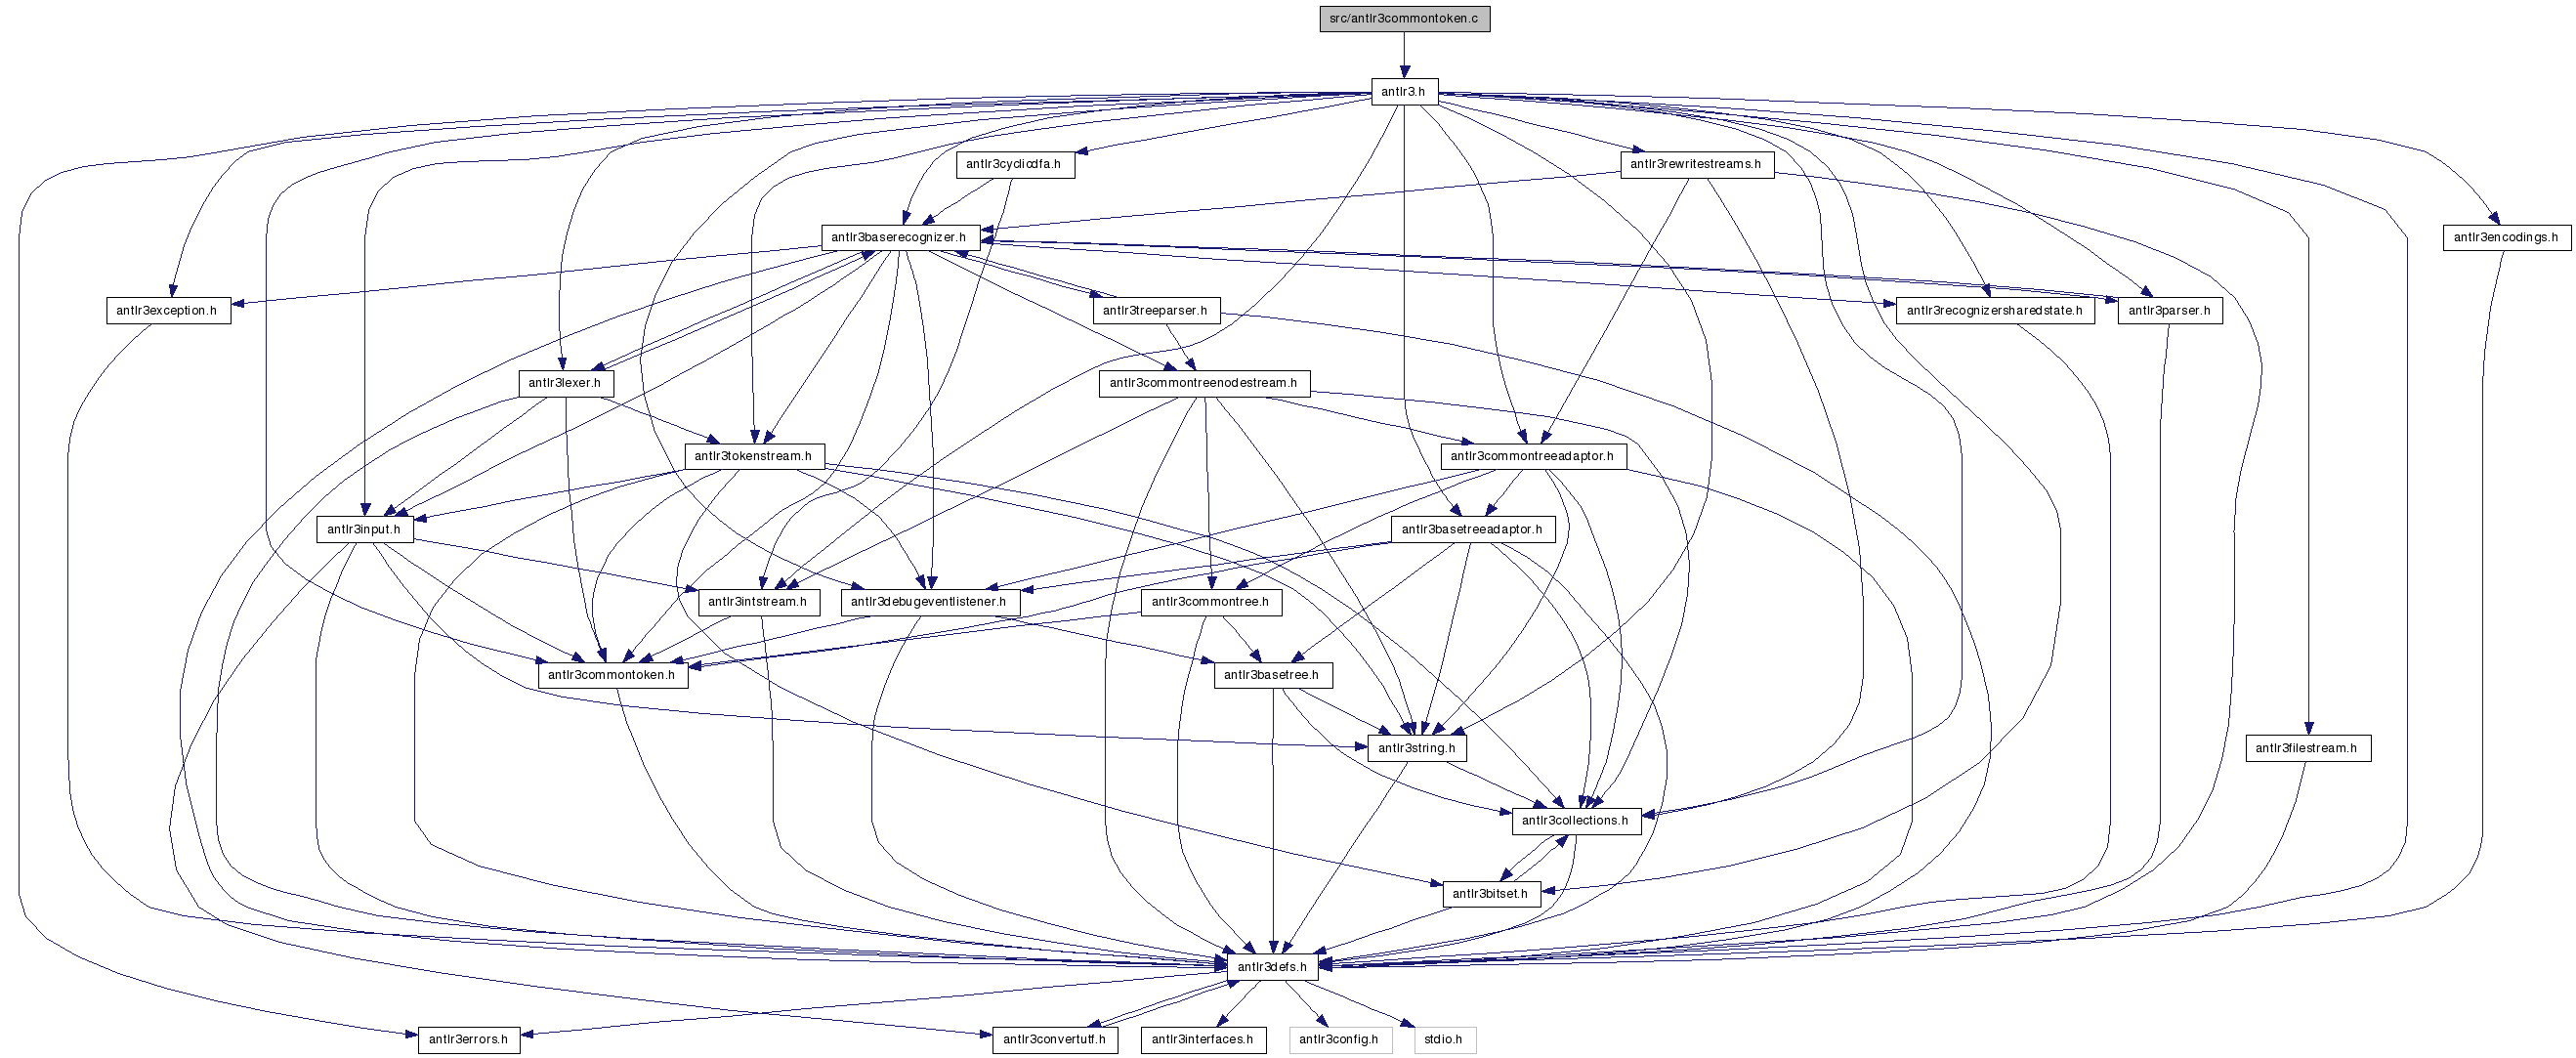 src/antlr3commontoken.c
antlr3.h
antlr3cyclicdfa.h
antlr3rewritestreams.h
antlr3baserecognizer.h
antlr3encodings.h
antlr3exception.h
antlr3treeparser.h
antlr3recognizersharedstate.h
antlr3parser.h
antlr3lexer.h
antlr3commontreenodestream.h
antlr3tokenstream.h
antlr3commontreeadaptor.h
antlr3input.h
antlr3basetreeadaptor.h
antlr3intstream.h
antlr3debugeventlistener.h
antlr3commontree.h
antlr3commontoken.h
antlr3basetree.h
antlr3string.h
antlr3filestream.h
antlr3collections.h
antlr3bitset.h
antlr3defs.h
antlr3errors.h
antlr3convertutf.h
antlr3interfaces.h
antlr3config.h
stdio.h